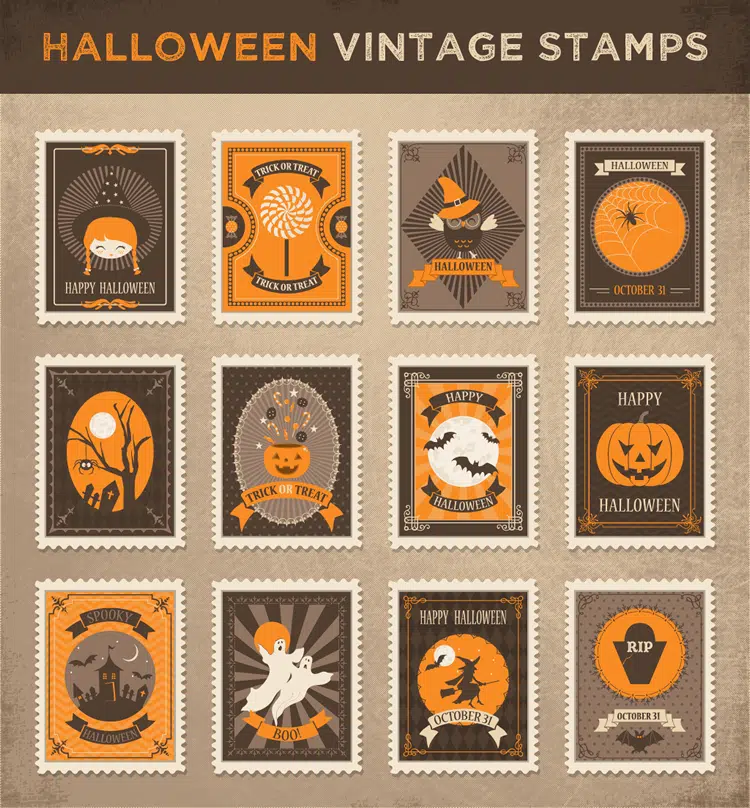 HALLOWEEN VINTAGE STAMPS
HAPPY HALLOWEEN
TRICK OR TREAT
TRICK OR TREAT
HALLOWEEN
HALLOWEEN
OCTOBER 31
TRICK OR TREAT
HAPPY
HALLOWEEN
HAPPY
HALLOWEEN
SPOOKY
HALLOWEEN
BOO!
HAPPY HALLOWEEN
OCTOBER 31
RIP
OCTOBER 31